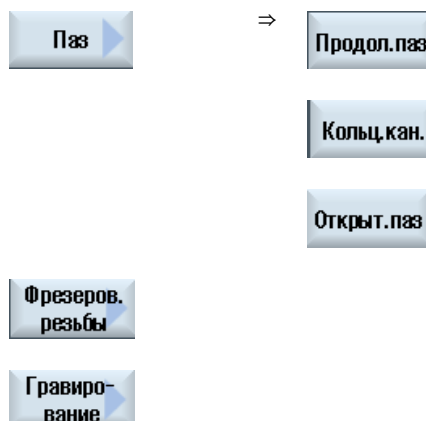 Паз
⇒
Продол.паз
Кольц.кан.
Открыт.паз
Фрезеров.
резьбы
Гравиро-
вание